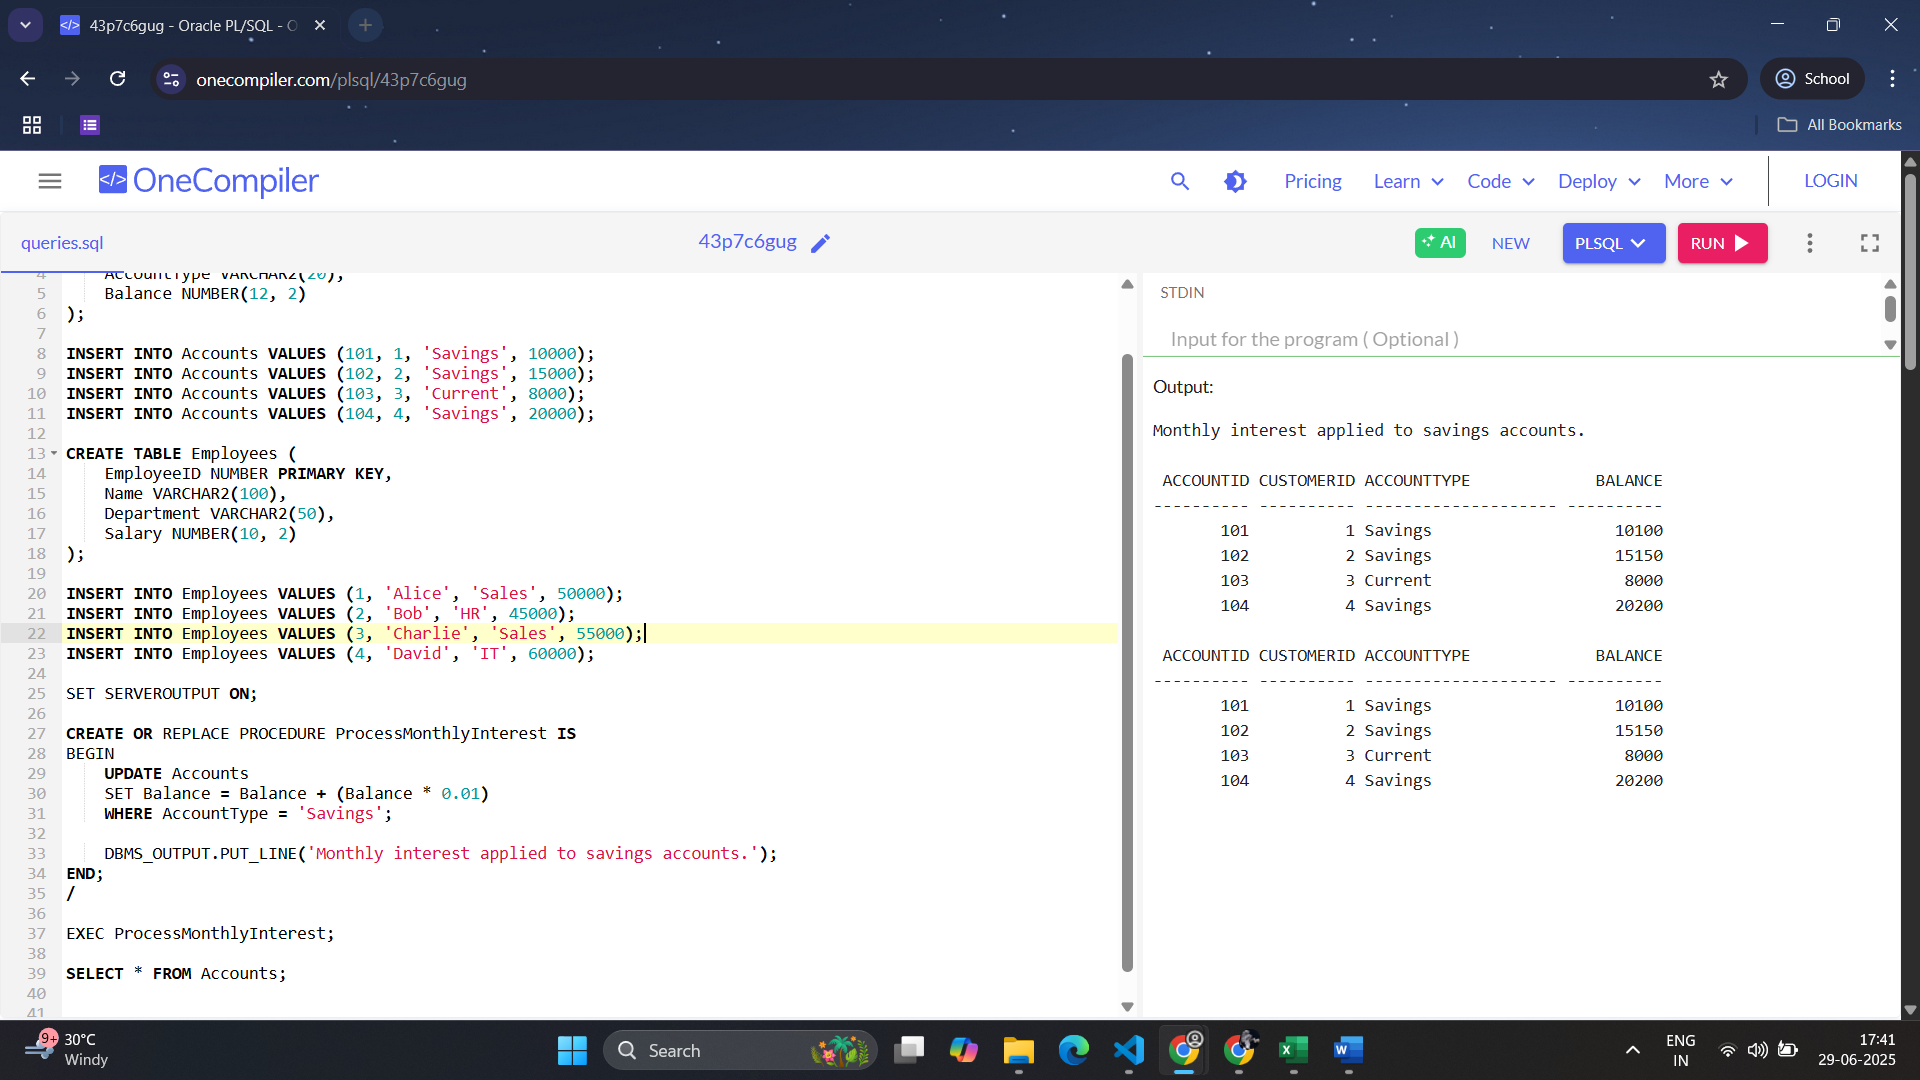 43p7c6gug - Oracle PL/SQL - O
onecompiler.com/plsql/43p7c6gug
School
All Bookmarks
</> OneCompiler
Pricing
Learn
Code
Deploy
More
LOGIN
queries.sql
43p7c6gug
AI
NEW
PLSQL
RUN
4 AccountType VARCHAR2(20),
5 Balance NUMBER(12, 2)
6 );
7
8 INSERT INTO Accounts VALUES (101, 1, 'Savings', 10000);
9 INSERT INTO Accounts VALUES (102, 2, 'Savings', 15000);
10 INSERT INTO Accounts VALUES (103, 3, 'Current', 8000);
11 INSERT INTO Accounts VALUES (104, 4, 'Savings', 20000);
12
13 CREATE TABLE Employees (
14 EmployeeID NUMBER PRIMARY KEY,
15 Name VARCHAR2(100),
16 Department VARCHAR2(50),
17 Salary NUMBER(10, 2)
18 );
19
20 INSERT INTO Employees VALUES (1, 'Alice', 'Sales', 50000);
21 INSERT INTO Employees VALUES (2, 'Bob', 'HR', 45000);
22 INSERT INTO Employees VALUES (3, 'Charlie', 'Sales', 55000);
23 INSERT INTO Employees VALUES (4, 'David', 'IT', 60000);
24
25 SET SERVEROUTPUT ON;
26
27 CREATE OR REPLACE PROCEDURE ProcessMonthlyInterest IS
28 BEGIN
29 UPDATE Accounts
30 SET Balance = Balance + (Balance * 0.01)
31 WHERE AccountType = 'Savings';
32
33 DBMS_OUTPUT.PUT_LINE('Monthly interest applied to savings accounts.');
34 END;
35 /
36
37 EXEC ProcessMonthlyInterest;
38
39 SELECT * FROM Accounts;
40
41
STDIN
Input for the program ( Optional )
Output:
Monthly interest applied to savings accounts.
ACCOUNTID CUSTOMERID ACCOUNTTYPE BALANCE
---------- ---------- -------------------- ----------
101 1 Savings 10100
102 2 Savings 15150
103 3 Current 8000
104 4 Savings 20200
ACCOUNTID CUSTOMERID ACCOUNTTYPE BALANCE
---------- ---------- -------------------- ----------
101 1 Savings 10100
102 2 Savings 15150
103 3 Current 8000
104 4 Savings 20200
9+
30°C
Windy
Search
ENG
IN
17:41
29-06-2025